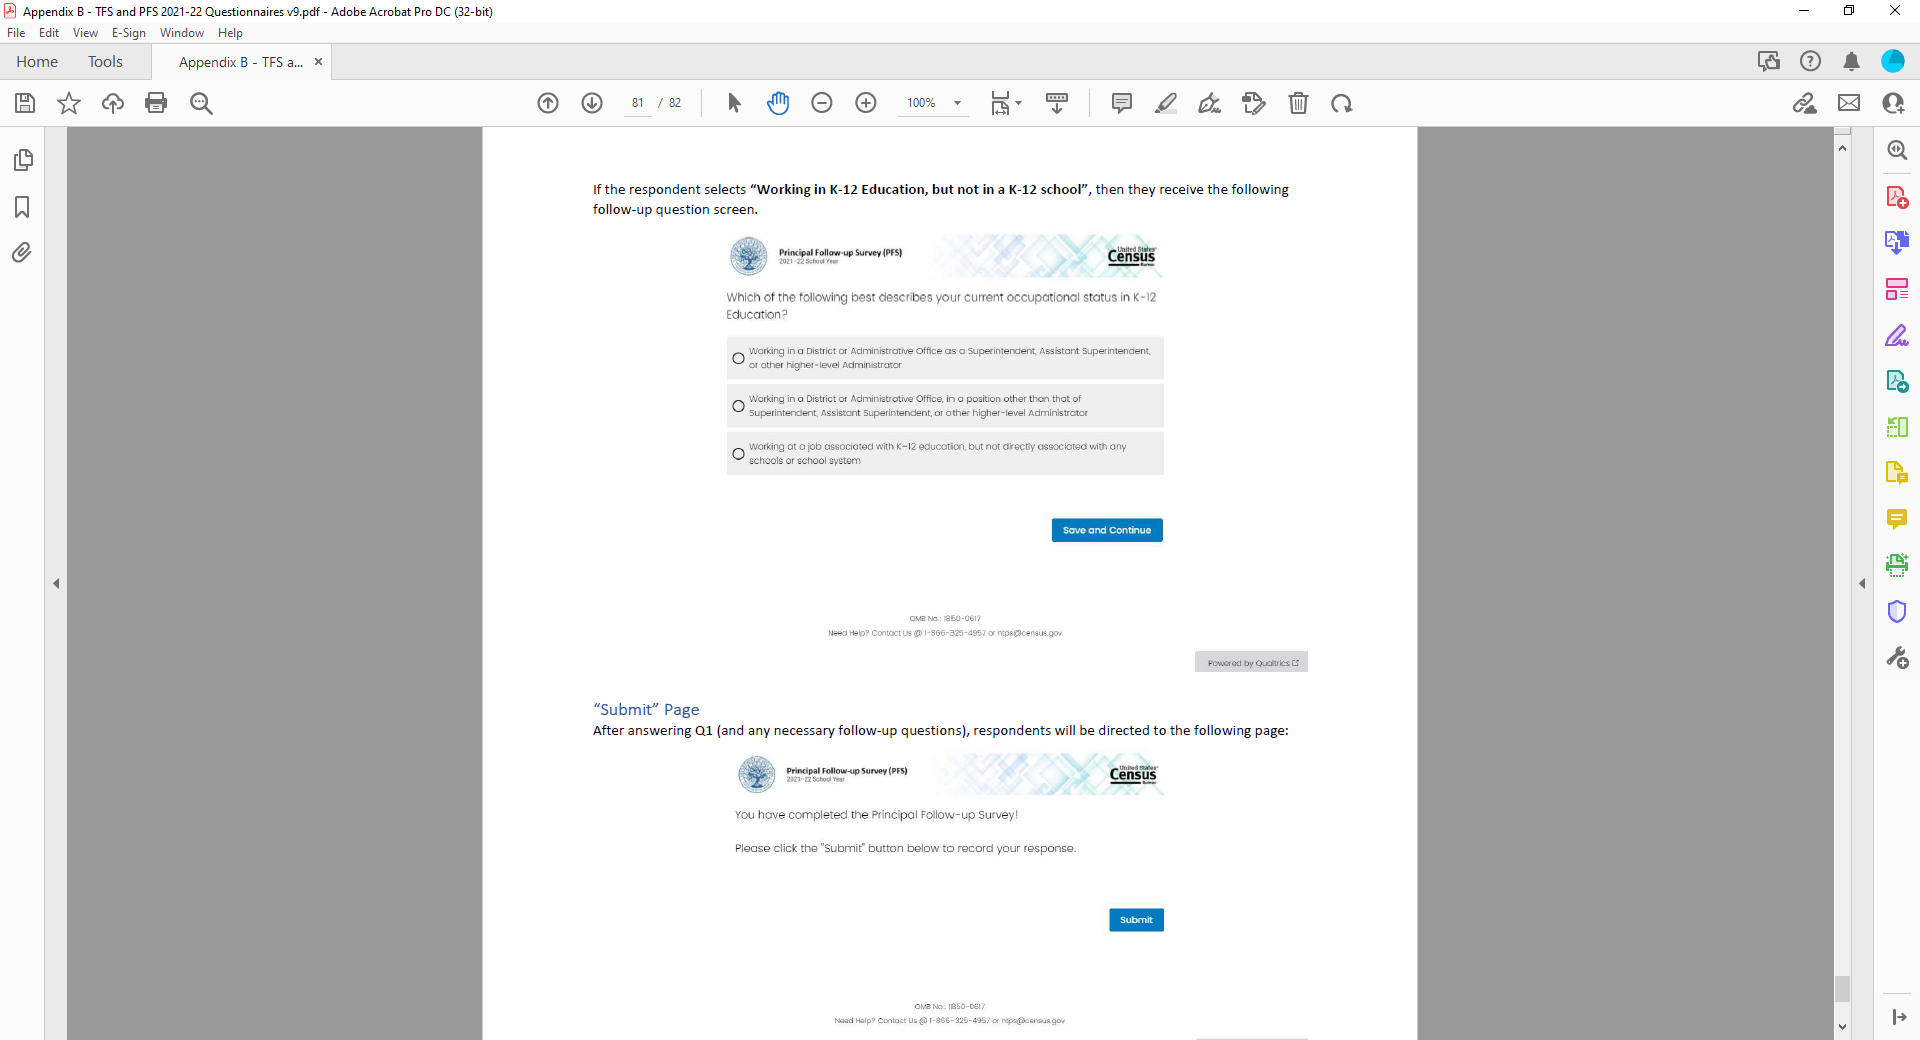 Appendix B - TFS and PFS 2021-22 Questionnaires v9.pdf - Adobe Acrobat Pro DC (32-bit)
File Edit View E-Sign Window Help
Home Tools Appendix B - TFS a...
81 / 82 100%
If the respondent selects “Working in K-12 Education, but not in a K-12 school”, then they receive the following
follow-up question screen.
Principal Follow-up Survey (PFS)
2021-22 School Year
United States®
Census
Bureau
Which of the following best describes your current occupational status in K-12
Education?
Working in a District or Administrative Office as a Superintendent, Assistant Superintendent,
or other higher-level Administrator
Working in a District or Administrative Office, in a position other than that of
Superintendent, Assistant Superintendent, or other higher-level Administrator
Working at a job associated with K-12 education, but not directly associated with any
schools or school system
Save and Continue
OMB No.: 1850-0617
Need Help? Contact Us @ 1-866-325-4957 or ntps@census.gov
Powered by Qualtrics
“Submit” Page
After answering Q1 (and any necessary follow-up questions), respondents will be directed to the following page:
Principal Follow-up Survey (PFS)
2021-22 School Year
United States®
Census
Bureau
You have completed the Principal Follow-up Survey!
Please click the "Submit" button below to record your response.
Submit
OMB No.: 1850-0617
Need Help? Contact Us @ 1-866-325-4957 or ntps@census.gov